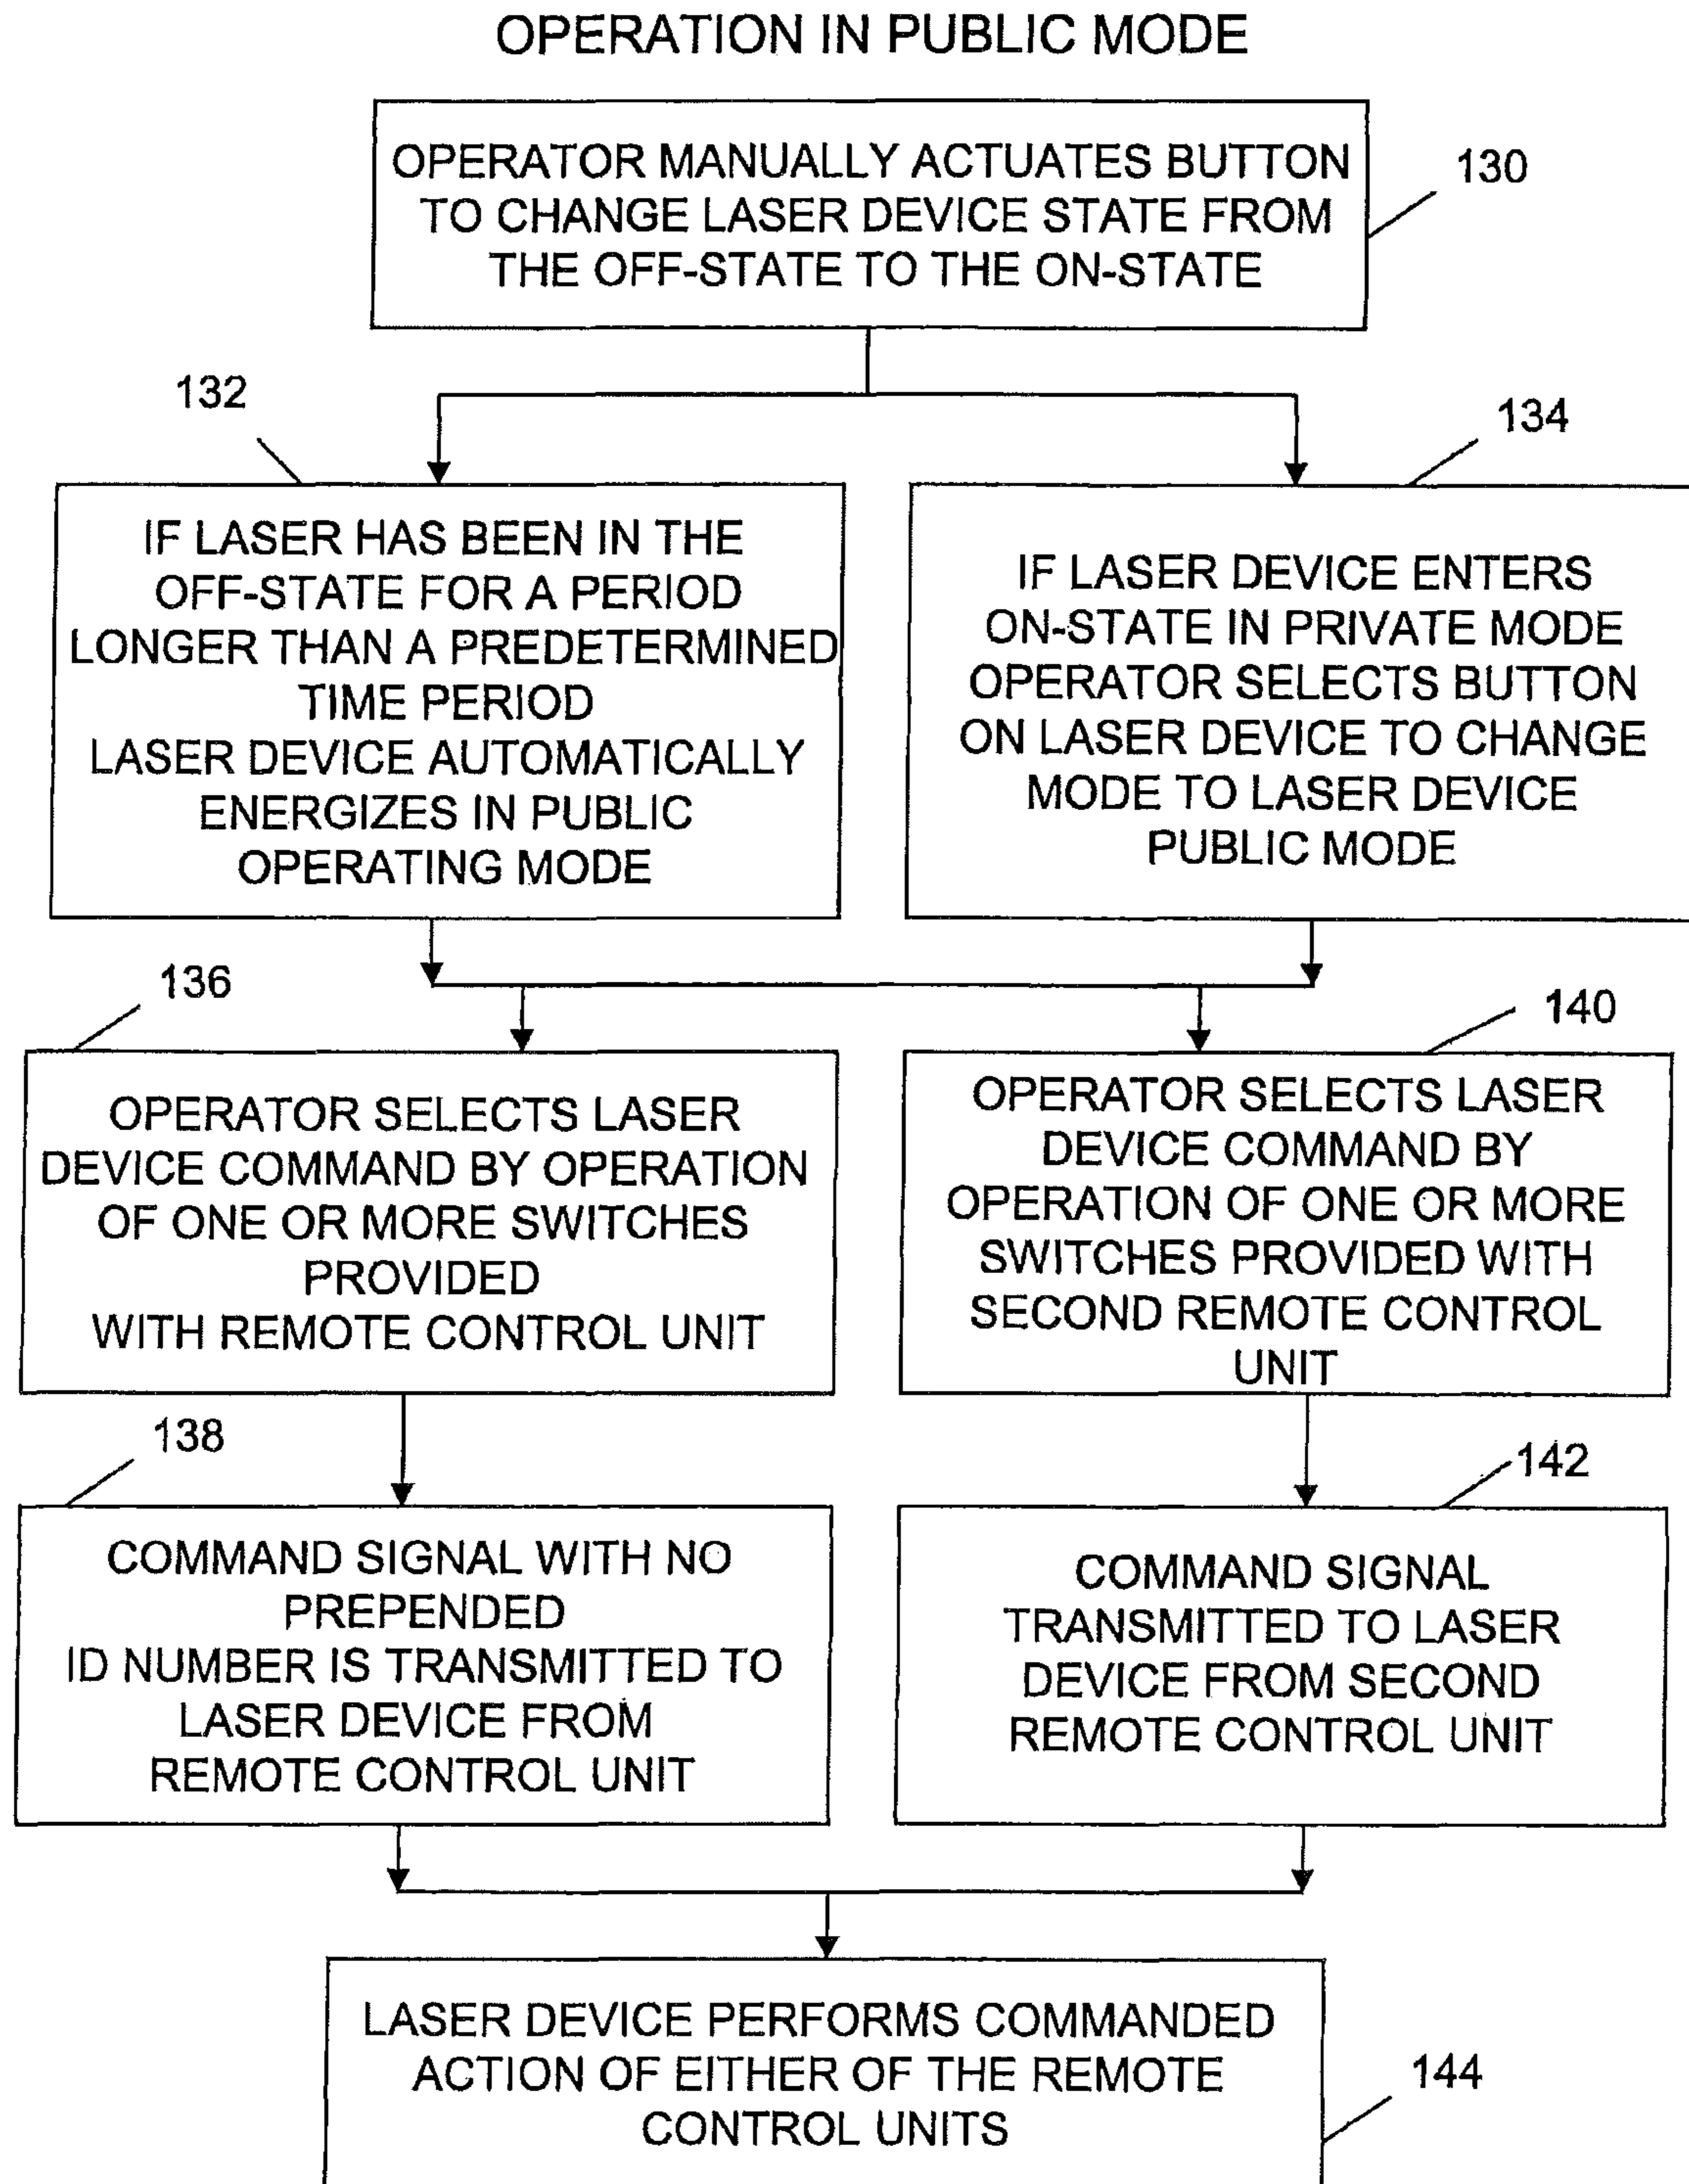 OPERATION IN PUBLIC MODE
OPERATOR MANUALLY ACTUATES BUTTON
TO CHANGE LASER DEVICE STATE FROM
THE OFF-STATE TO THE ON-STATE
130
132
134
IF LASER HAS BEEN IN THE
OFF-STATE FOR A PERIOD
LONGER THAN A PREDETERMINED
TIME PERIOD
LASER DEVICE AUTOMATICALLY
ENERGIZES IN PUBLIC
OPERATING MODE
IF LASER DEVICE ENTERS
ON-STATE IN PRIVATE MODE
OPERATOR SELECTS BUTTON
ON LASER DEVICE TO CHANGE
MODE TO LASER DEVICE
PUBLIC MODE
136
140
OPERATOR SELECTS LASER
DEVICE COMMAND BY OPERATION
OF ONE OR MORE SWITCHES
PROVIDED
WITH REMOTE CONTROL UNIT
OPERATOR SELECTS LASER
DEVICE COMMAND BY
OPERATION OF ONE OR MORE
SWITCHES PROVIDED WITH
SECOND REMOTE CONTROL
UNIT
138
142
COMMAND SIGNAL WITH NO
PREPENDED
ID NUMBER IS TRANSMITTED TO
LASER DEVICE FROM
REMOTE CONTROL UNIT
COMMAND SIGNAL
TRANSMITTED TO LASER
DEVICE FROM SECOND
REMOTE CONTROL UNIT
LASER DEVICE PERFORMS COMMANDED
ACTION OF EITHER OF THE REMOTE
CONTROL UNITS
144